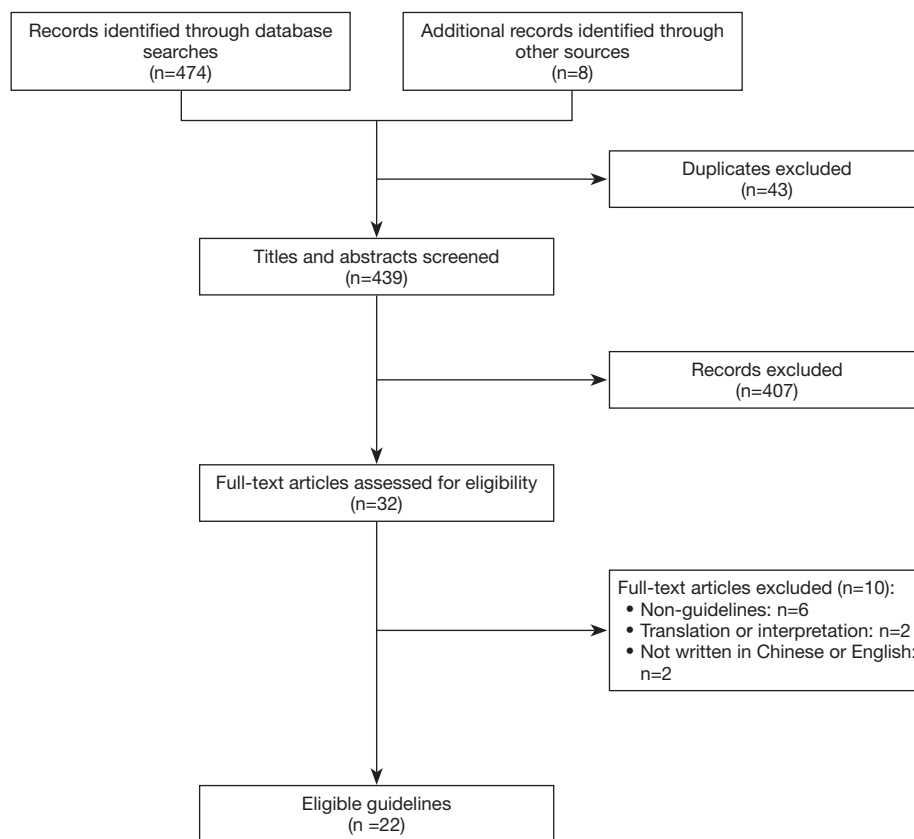 Records identified through database
searches
(n=474)
Additional records identified through
other sources
(n=8)
Duplicates excluded
(n=43)
Titles and abstracts screened
(n=439)
Records excluded
(n=407)
Full-text articles assessed for eligibility
(n=32)
Full-text articles excluded (n=10):
• Non-guidelines: n=6
• Translation or interpretation: n=2
• Not written in Chinese or English:
n=2
Eligible guidelines
(n =22)